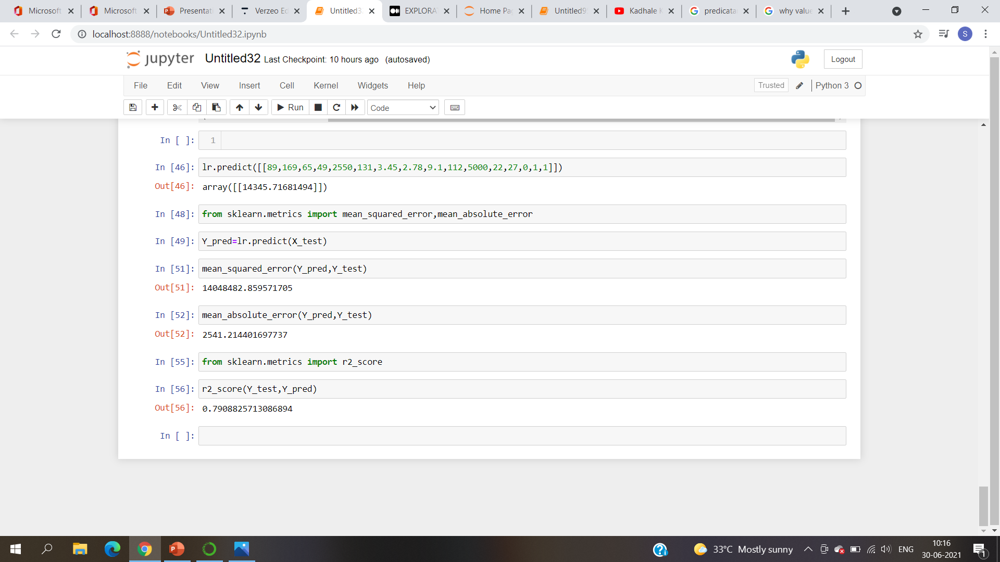 Microsoft
Microsoft
Presentati
Verzeo Ed
Untitled3
EXPLORA
Home Pa
Untitled9
Kadhale K
predicata
why value
localhost:8888/notebooks/Untitled32.ipynb
S
jupyter Untitled32 Last Checkpoint: 10 hours ago (autosaved)
Logout
File Edit View Insert Cell Kernel Widgets Help
Trusted Python 3
Run Code
In [ ]: 1
In [46]: lr.predict([[89,169,65,49,2550,131,3.45,2.78,9.1,112,5000,22,27,0,1,1]])
Out[46]: array([[14345.71681494]])
In [48]: from sklearn.metrics import mean_squared_error,mean_absolute_error
In [49]: Y_pred=lr.predict(X_test)
In [51]: mean_squared_error(Y_pred,Y_test)
Out[51]: 14048482.859571705
In [52]: mean_absolute_error(Y_pred,Y_test)
Out[52]: 2541.214401697737
In [55]: from sklearn.metrics import r2_score
In [56]: r2_score(Y_test,Y_pred)
Out[56]: 0.7908825713086894
In [ ]:
33°C Mostly sunny
ENG
10:16
30-06-2021
1